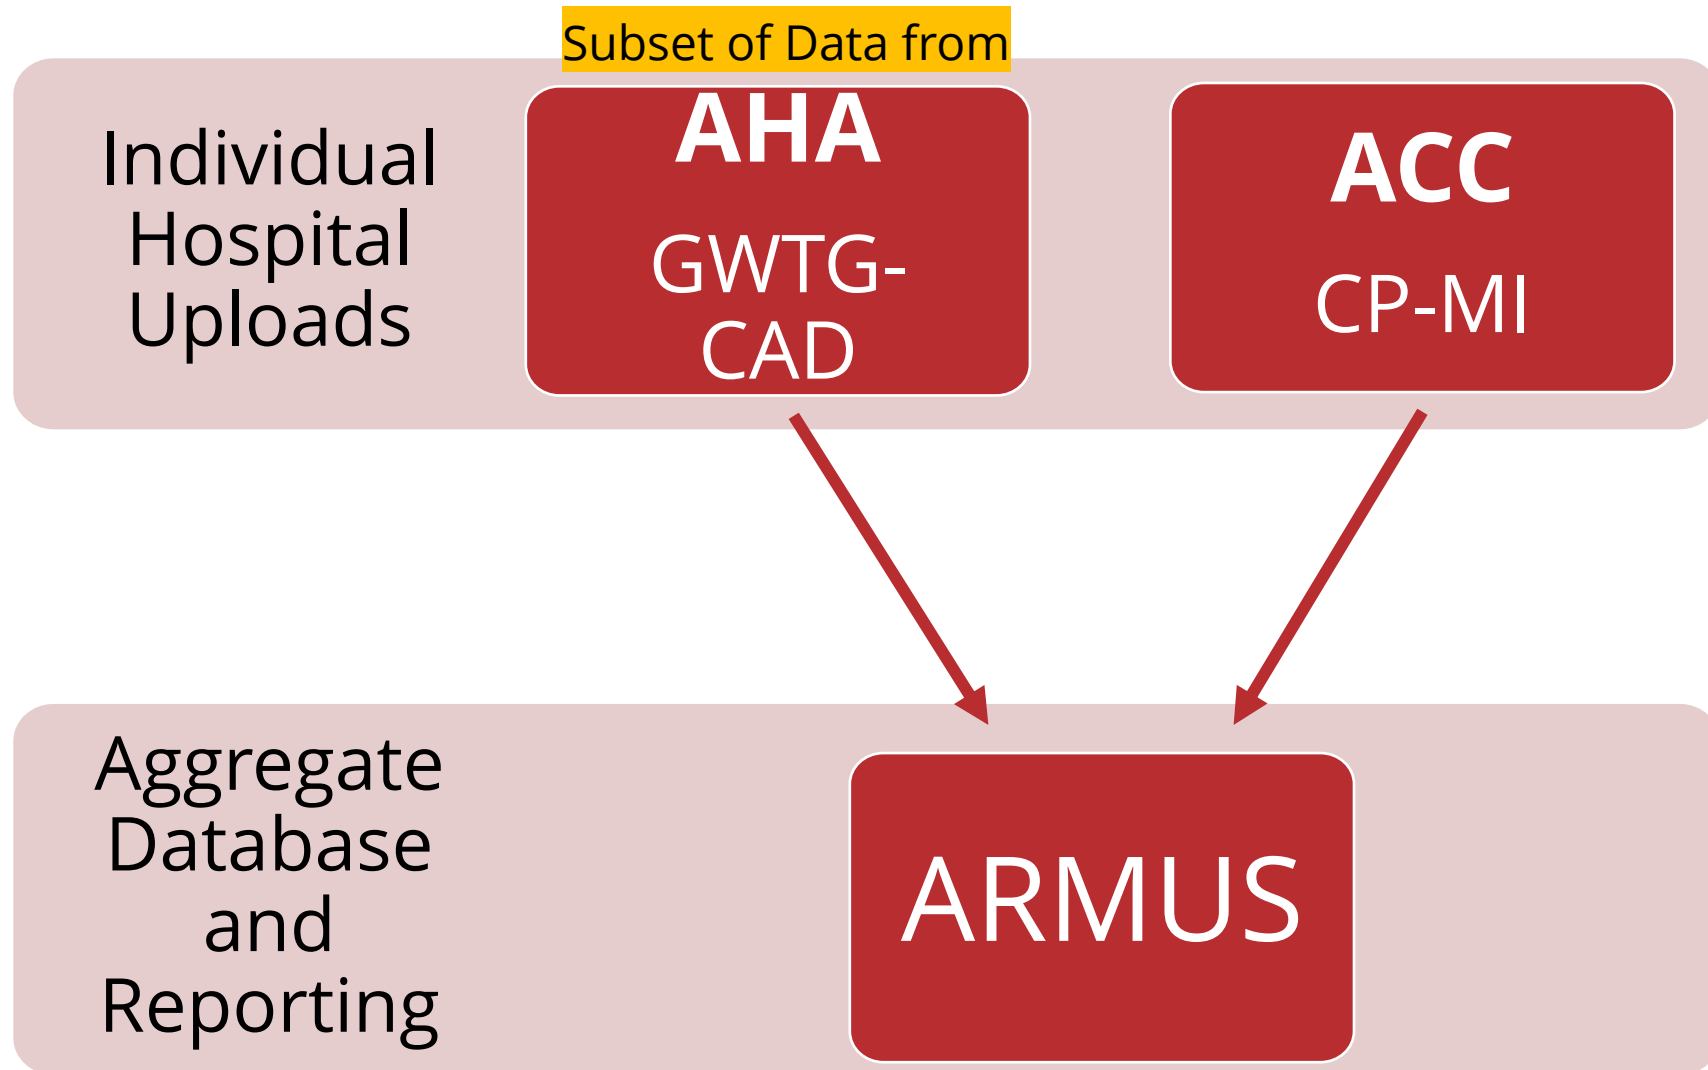 Subset of Data from
Individual
Hospital
Uploads
AHA
GWTG-
CAD
ACC
CP-MI
Aggregate
Database
and
Reporting
ARMUS